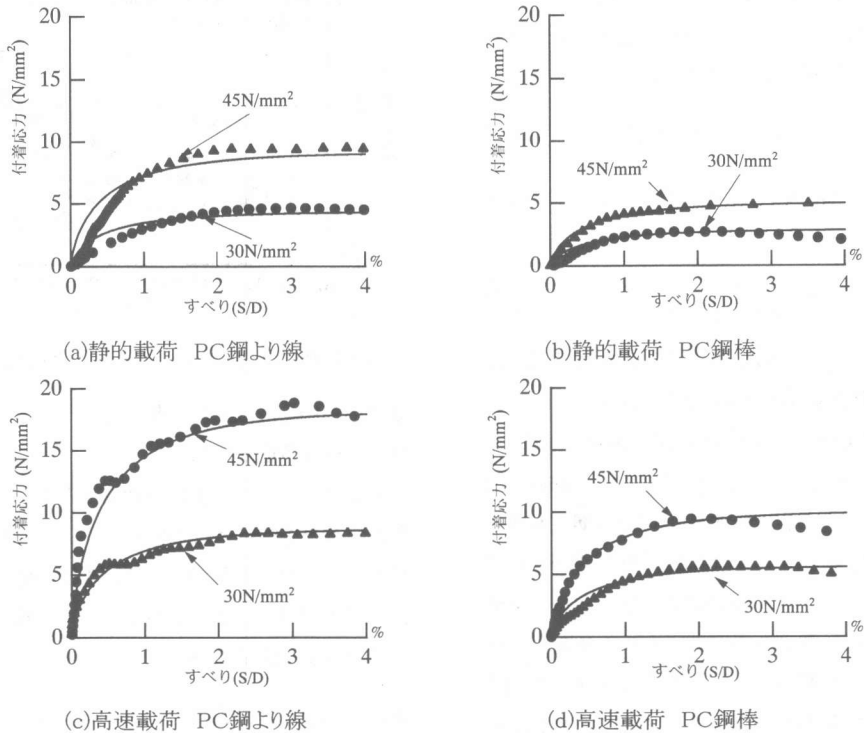 付着応力 (N/mm²)
20
15
10
5
0
45N/mm²
30N/mm²
0 1 2 3 4 %
すべり(S/D)
(a)静的載荷 PC鋼より線
付着応力 (N/mm²)
20
15
10
5
0
45N/mm²
30N/mm²
0 1 2 3 4 %
すべり(S/D)
(b)静的載荷 PC鋼棒
付着応力 (N/mm²)
20
15
10
5
0
45N/mm²
30N/mm²
0 1 2 3 4 %
すべり(S/D)
(c)高速載荷 PC鋼より線
付着応力 (N/mm²)
20
15
10
5
0
45N/mm²
30N/mm²
0 1 2 3 4 %
すべり(S/D)
(d)高速載荷 PC鋼棒